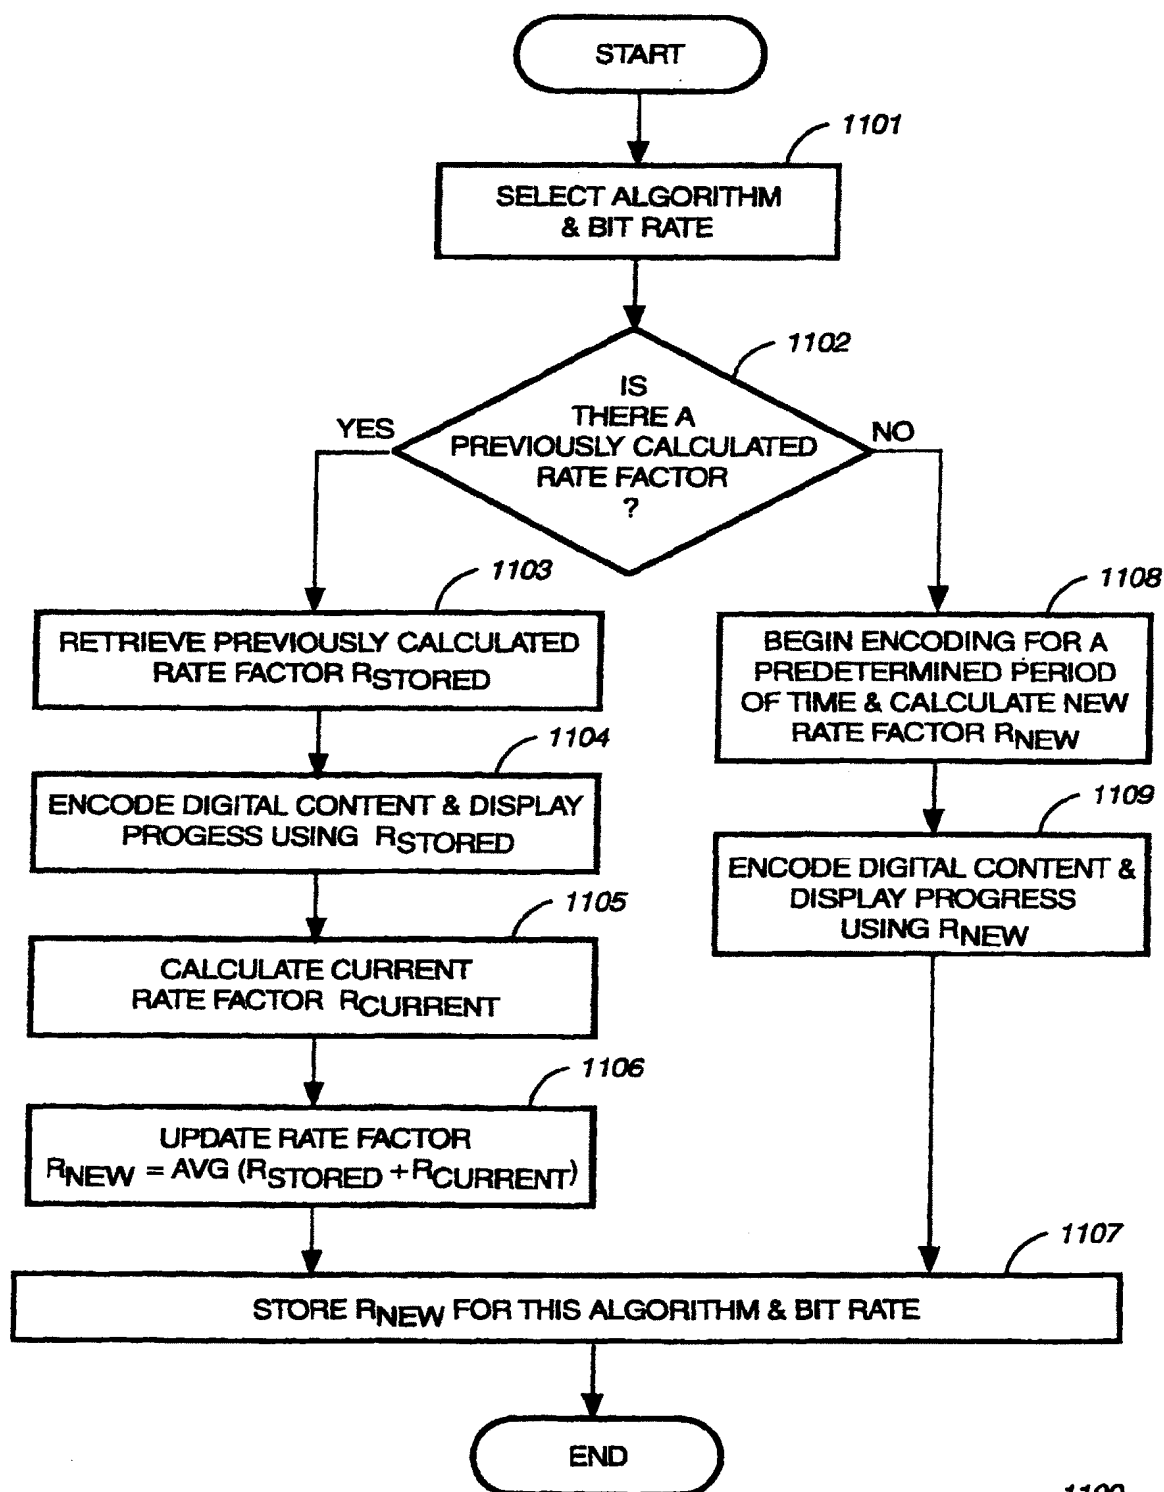 START
1101
SELECT ALGORITHM
& BIT RATE
1102
IS
THERE A
PREVIOUSLY CALCULATED
RATE FACTOR
?
YES
NO
1103
RETRIEVE PREVIOUSLY CALCULATED
RATE FACTOR RSTORED
1104
ENCODE DIGITAL CONTENT & DISPLAY
PROGESS USING RSTORED
1105
CALCULATE CURRENT
RATE FACTOR RCURRENT
1106
UPDATE RATE FACTOR
RNEW = AVG (RSTORED + RCURRENT)
1108
BEGIN ENCODING FOR A
PREDETERMINED PERIOD
OF TIME & CALCULATE NEW
RATE FACTOR RNEW
1109
ENCODE DIGITAL CONTENT &
DISPLAY PROGRESS
USING RNEW
1107
STORE RNEW FOR THIS ALGORITHM & BIT RATE
END